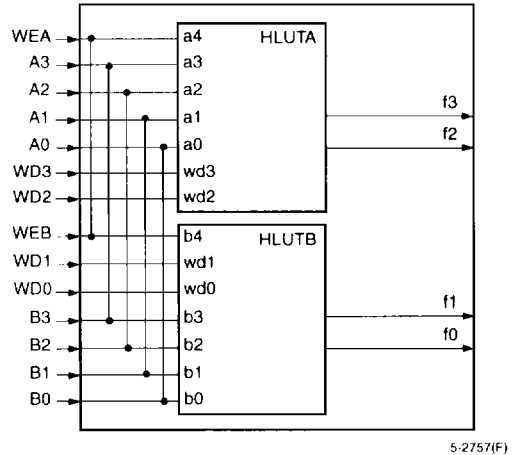 WEA a4 HLUTA
A3 a3
A2 a2
A1 a1 f3
A0 a0 f2
WD3 wd3
WD2 wd2
WEB b4 HLUTB
WD1 wd1
WD0 wd0
B3 b3 f1
B2 b2 f0
B1 b1
B0 b0
5-2757(F)